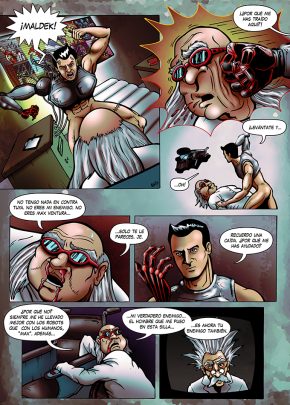 ¡MALDEK!
¿¡POR QUÉ ME
HAS TRAIDO
AQUÍ?!
¡LEVÁNTATE!
...¡OH!
NO TENGO NADA EN CONTRA
TUYA. NO ERES MI ENEMIGO. NO
ERES MAX VENTURA...
...SOLO TE LE
PARECES, JE.
RECUERDO UNA
CAÍDA. ¿POR QUÉ ME
HAS AYUDADO?
¿POR QUÉ NO?
SIEMPRE ME HE LLEVADO
MEJOR CON LOS ROBOTS
QUE CON LOS HUMANOS,
"MAX". ADEMÁS...
...MI VERDADERO ENEMIGO,
EL HOMBRE QUE ME PUSO
EN ESTA SILLA...
...ES AHORA TU
ENEMIGO TAMBIÉN.